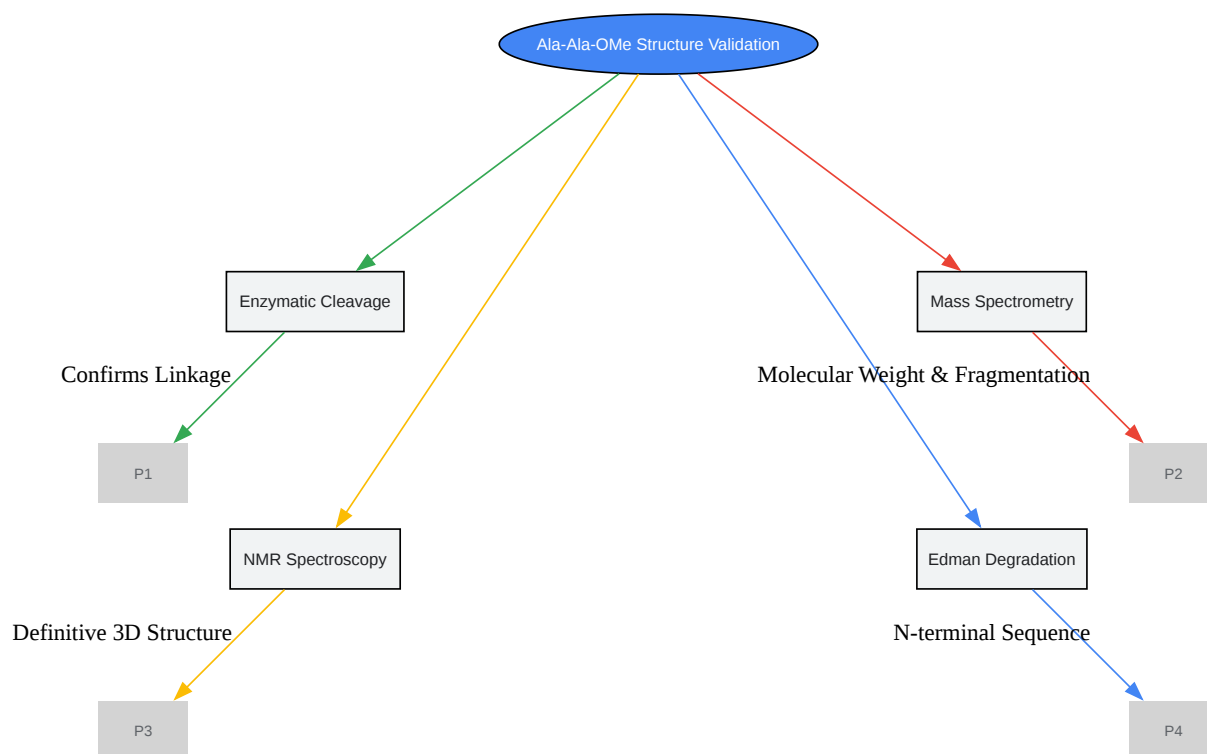 Ala-Ala-OMe Structure Validation
Enzymatic Cleavage
Mass Spectrometry
Confirms Linkage
Molecular Weight & Fragmentation
P1
P2
NMR Spectroscopy
Edman Degradation
Definitive 3D Structure
N-terminal Sequence
P3
P4